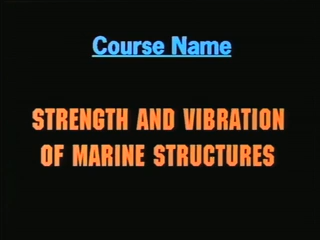 Course Name
STRENGTH AND VIBRATION
OF MARINE STRUCTURES